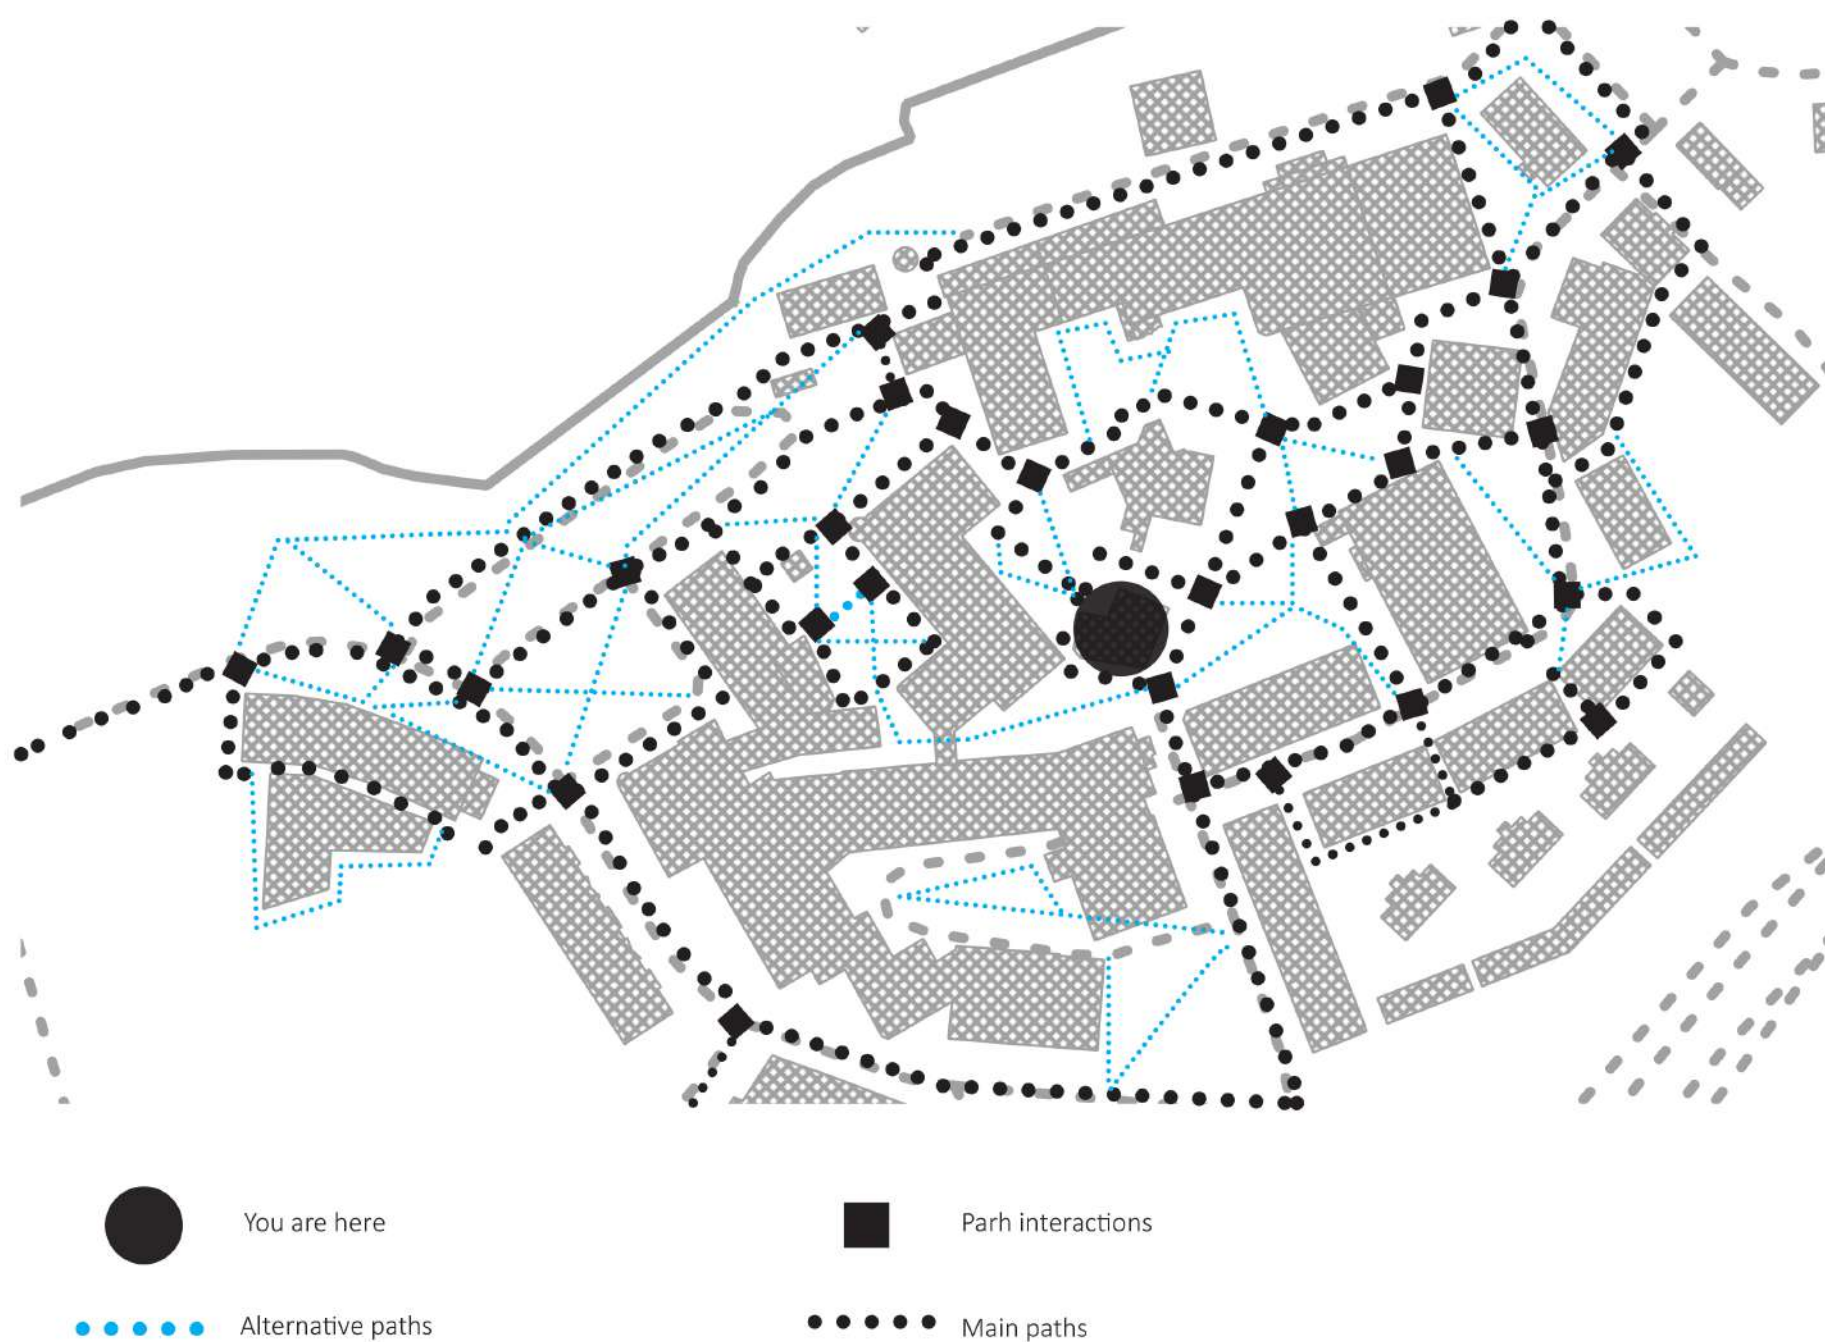 You are here
Parh interactions
Alternative paths
Main paths